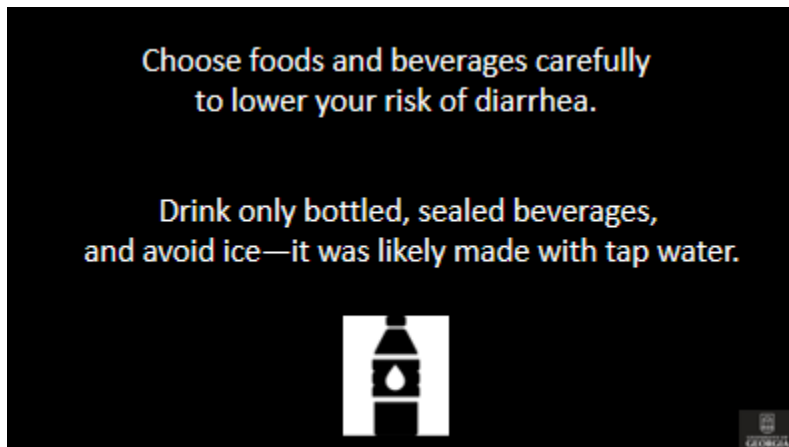 Choose foods and beverages carefully
to lower your risk of diarrhea.
Drink only bottled, sealed beverages,
and avoid ice—it was likely made with tap water.
GEORGIA